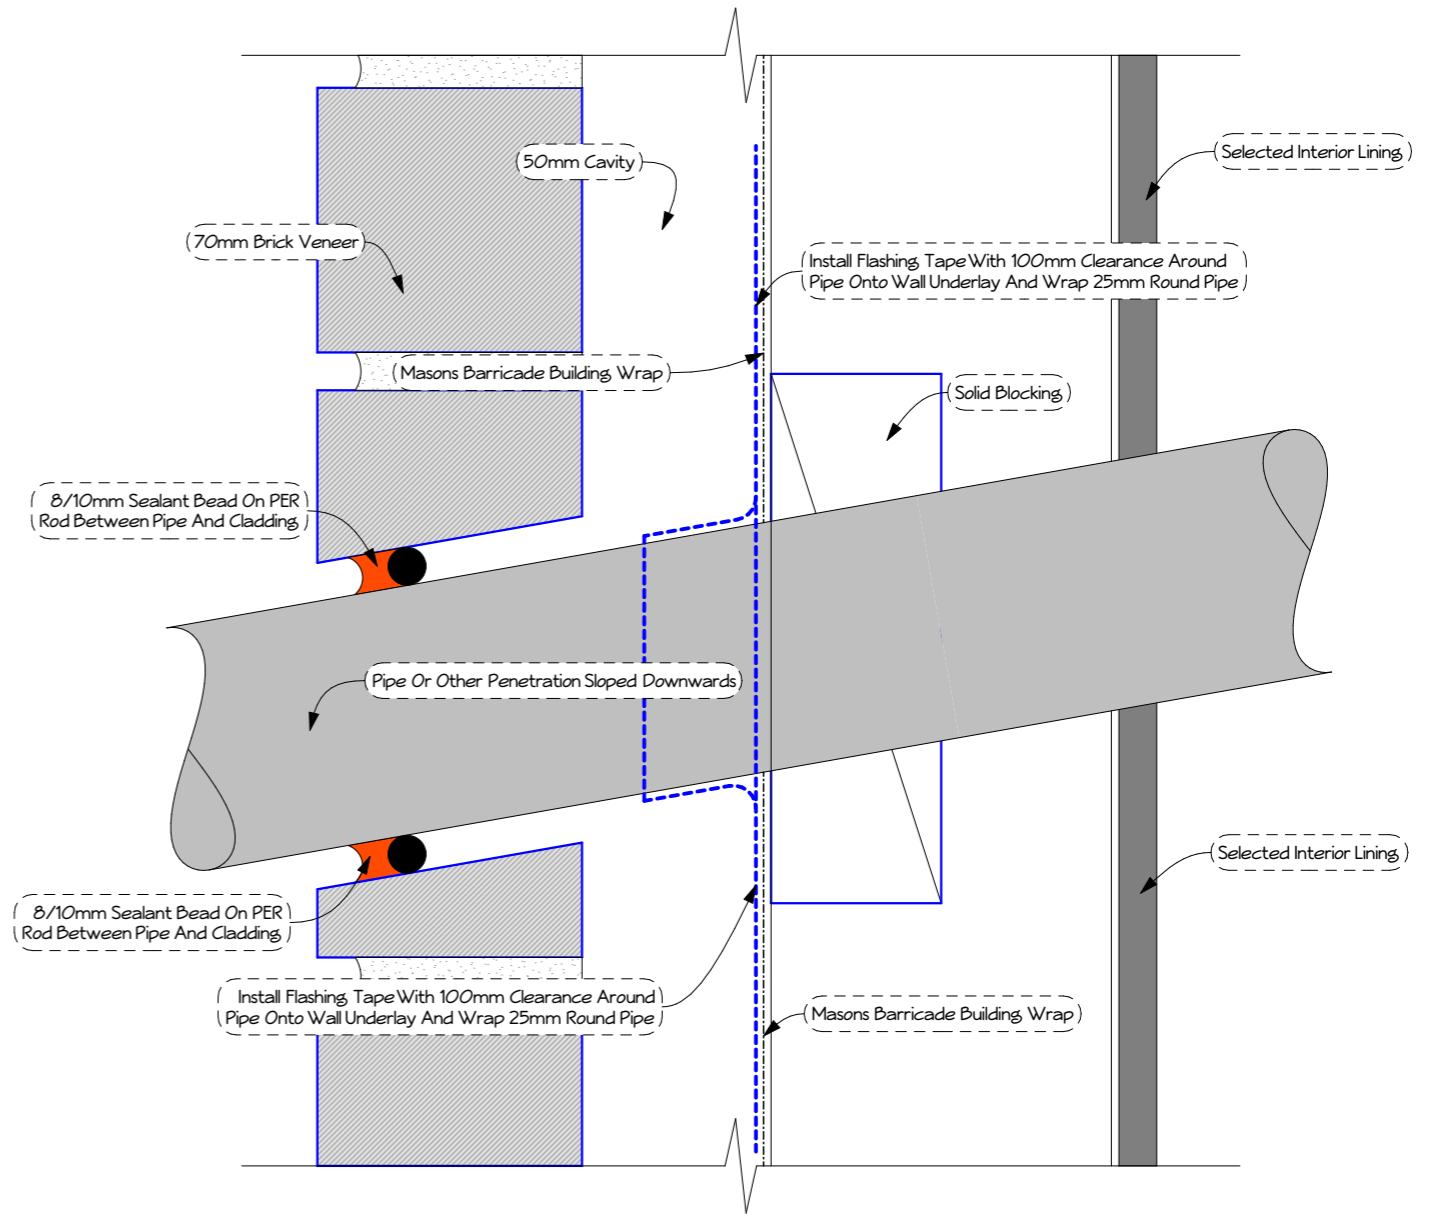 Selected Interior Lining
50mm Cavity
70mm Brick Veneer
Install Flashing Tape With 100mm Clearance Around
Pipe Onto Wall Underlay And Wrap 25mm Round Pipe
Masons Barricade Building Wrap
Solid Blocking
8/10mm Sealant Bead On PER
Rod Between Pipe And Cladding
Pipe Or Other Penetration Sloped Downwards
Selected Interior Lining
8/10mm Sealant Bead On PER
Rod Between Pipe And Cladding
Install Flashing Tape With 100mm Clearance Around
Pipe Onto Wall Underlay And Wrap 25mm Round Pipe
Masons Barricade Building Wrap